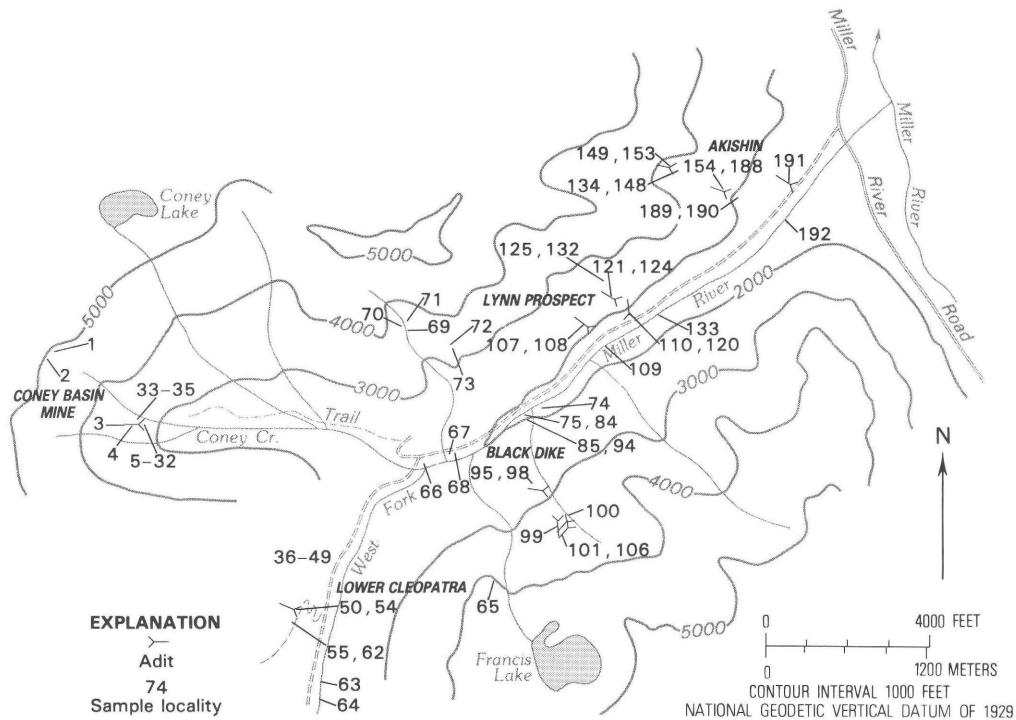 Miller
Miller
River
River
Road
AKISHIN
149, 153
154, 188
191
134, 148
189, 190
192
Coney
Lake
5000
125, 132
121, 124
River
2000
5000
LYNN PROSPECT
4000
70
71
69
72
107, 108
Miller
133
110, 120
109
1
2
73
3000
3000
CONEY BASIN
MINE
33-35
Trail
3
4
Coney Cr.
5-32
67
74
75, 84
85, 94
BLACK DIKE
N
66
68
95, 98
4000
Fork
100
99
101, 106
West
36-49
LOWER CLEOPATRA
50, 54
65
5000
EXPLANATION
Adit
74
Sample locality
55, 62
63
64
Francis
Lake
0
4000 FEET
0
1200 METERS
CONTOUR INTERVAL 1000 FEET
NATIONAL GEODETIC VERTICAL DATUM OF 1929